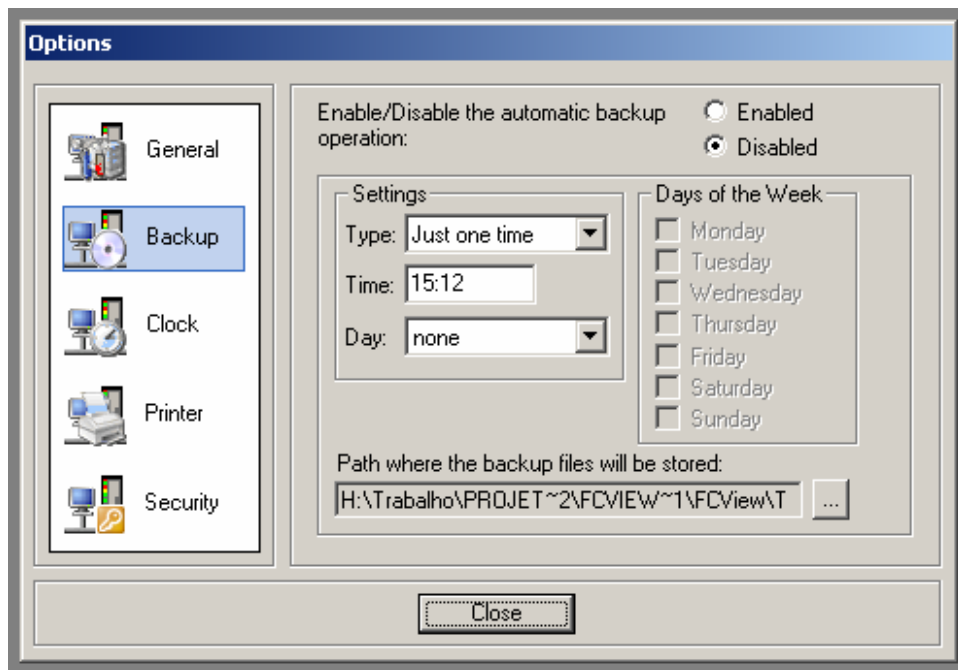 Options
General
Backup
Clock
Printer
Security
Enable/Disable the automatic backup
operation:
Enabled
Disabled
Settings
Type: Just one time
Time: 15:12
Day: none
Days of the Week
Monday
Tuesday
Wednesday
Thursday
Friday
Saturday
Sunday
Path where the backup files will be stored:
H:\Trabalho\PROJET~2\FCVIEW~1\FCView\T
...
Close